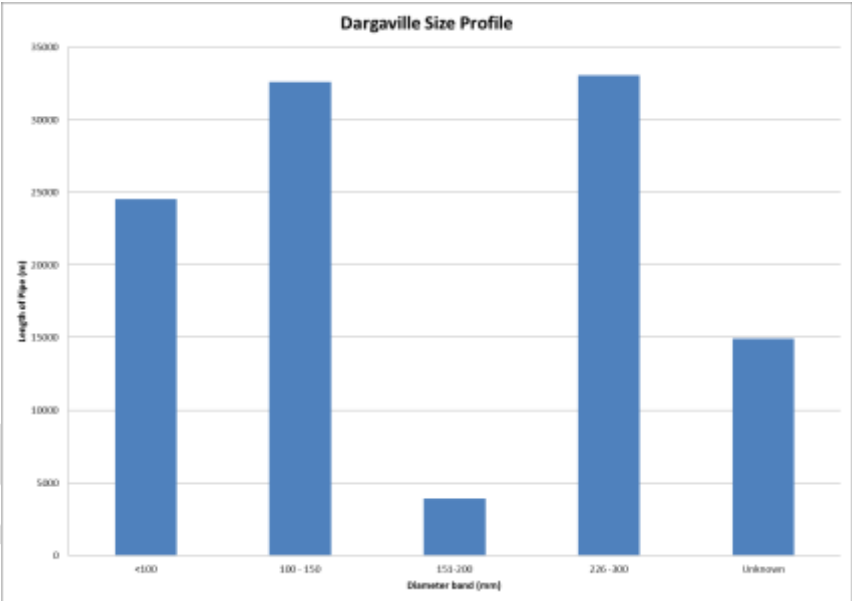 Dargaville Size Profile
35000
30000
25000
20000
15000
10000
5000
0
Length of Pipe (m)
<100
100 - 150
151-200
226 -300
Unknown
Diameter band (mm)